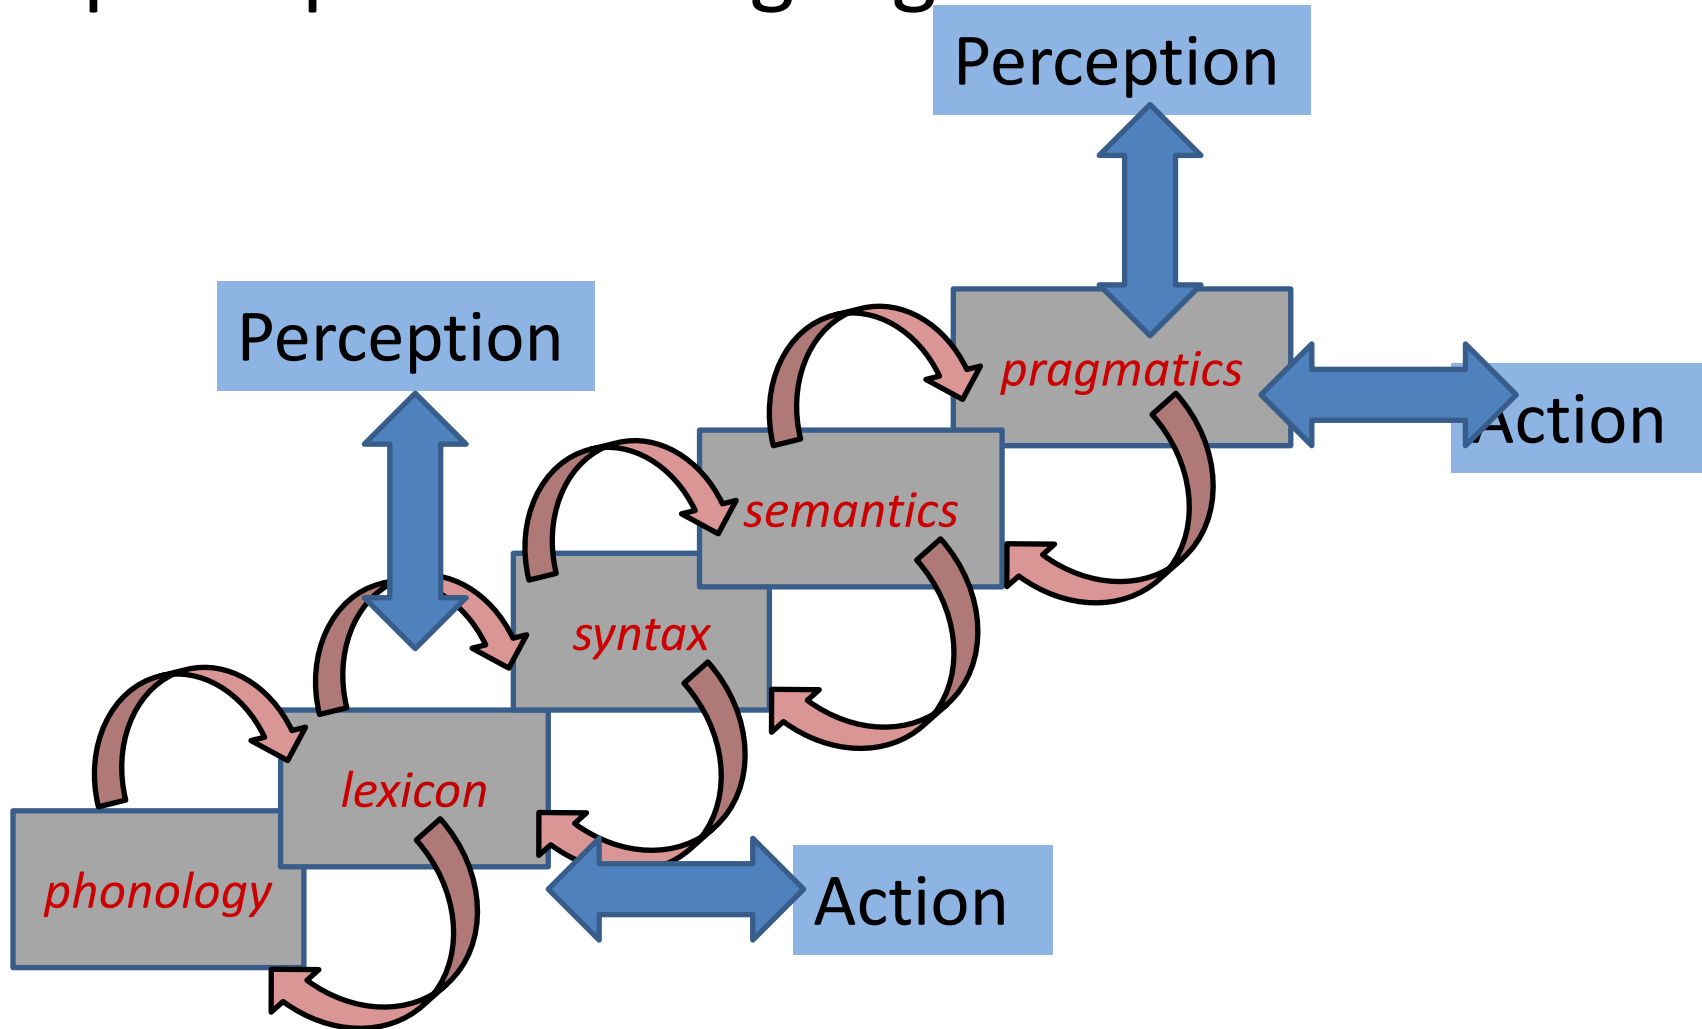 Perception
Perception
pragmatics
Action
semantics
syntax
lexicon
phonology
Action